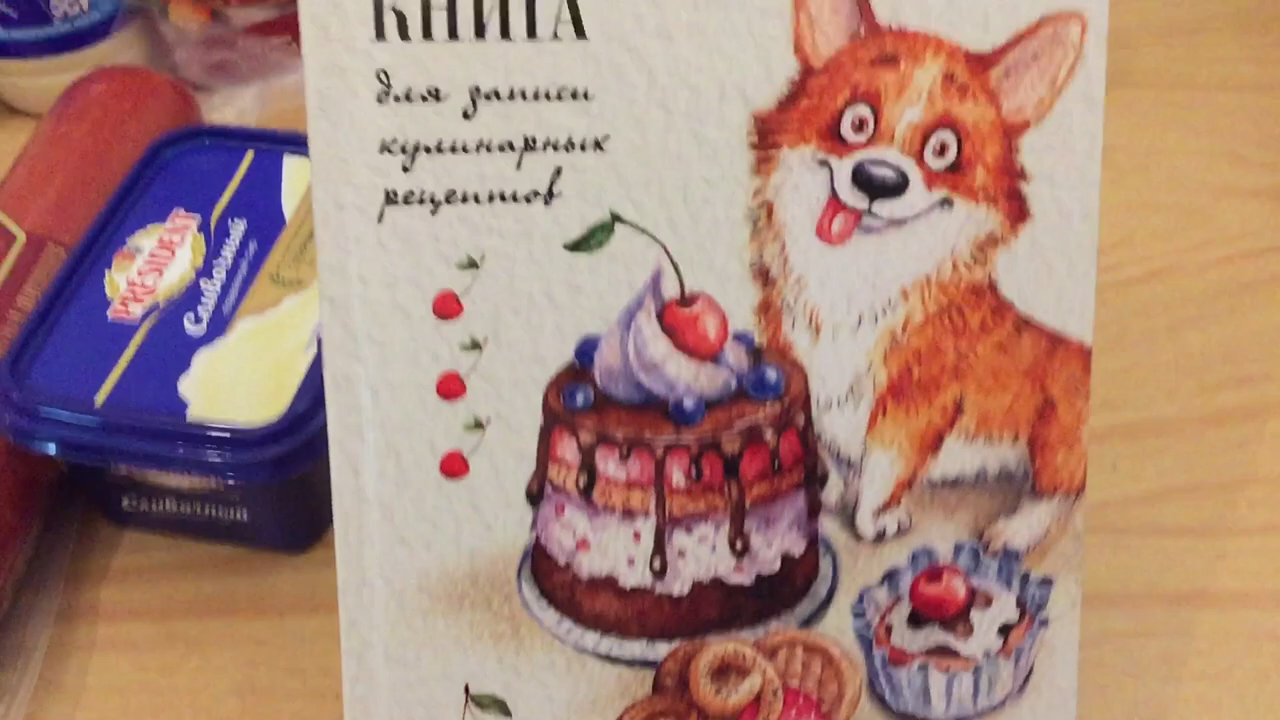 КНИГА
для записи
кулинарных
рецептов
PRESIDENT
Сливочный
Сливочный